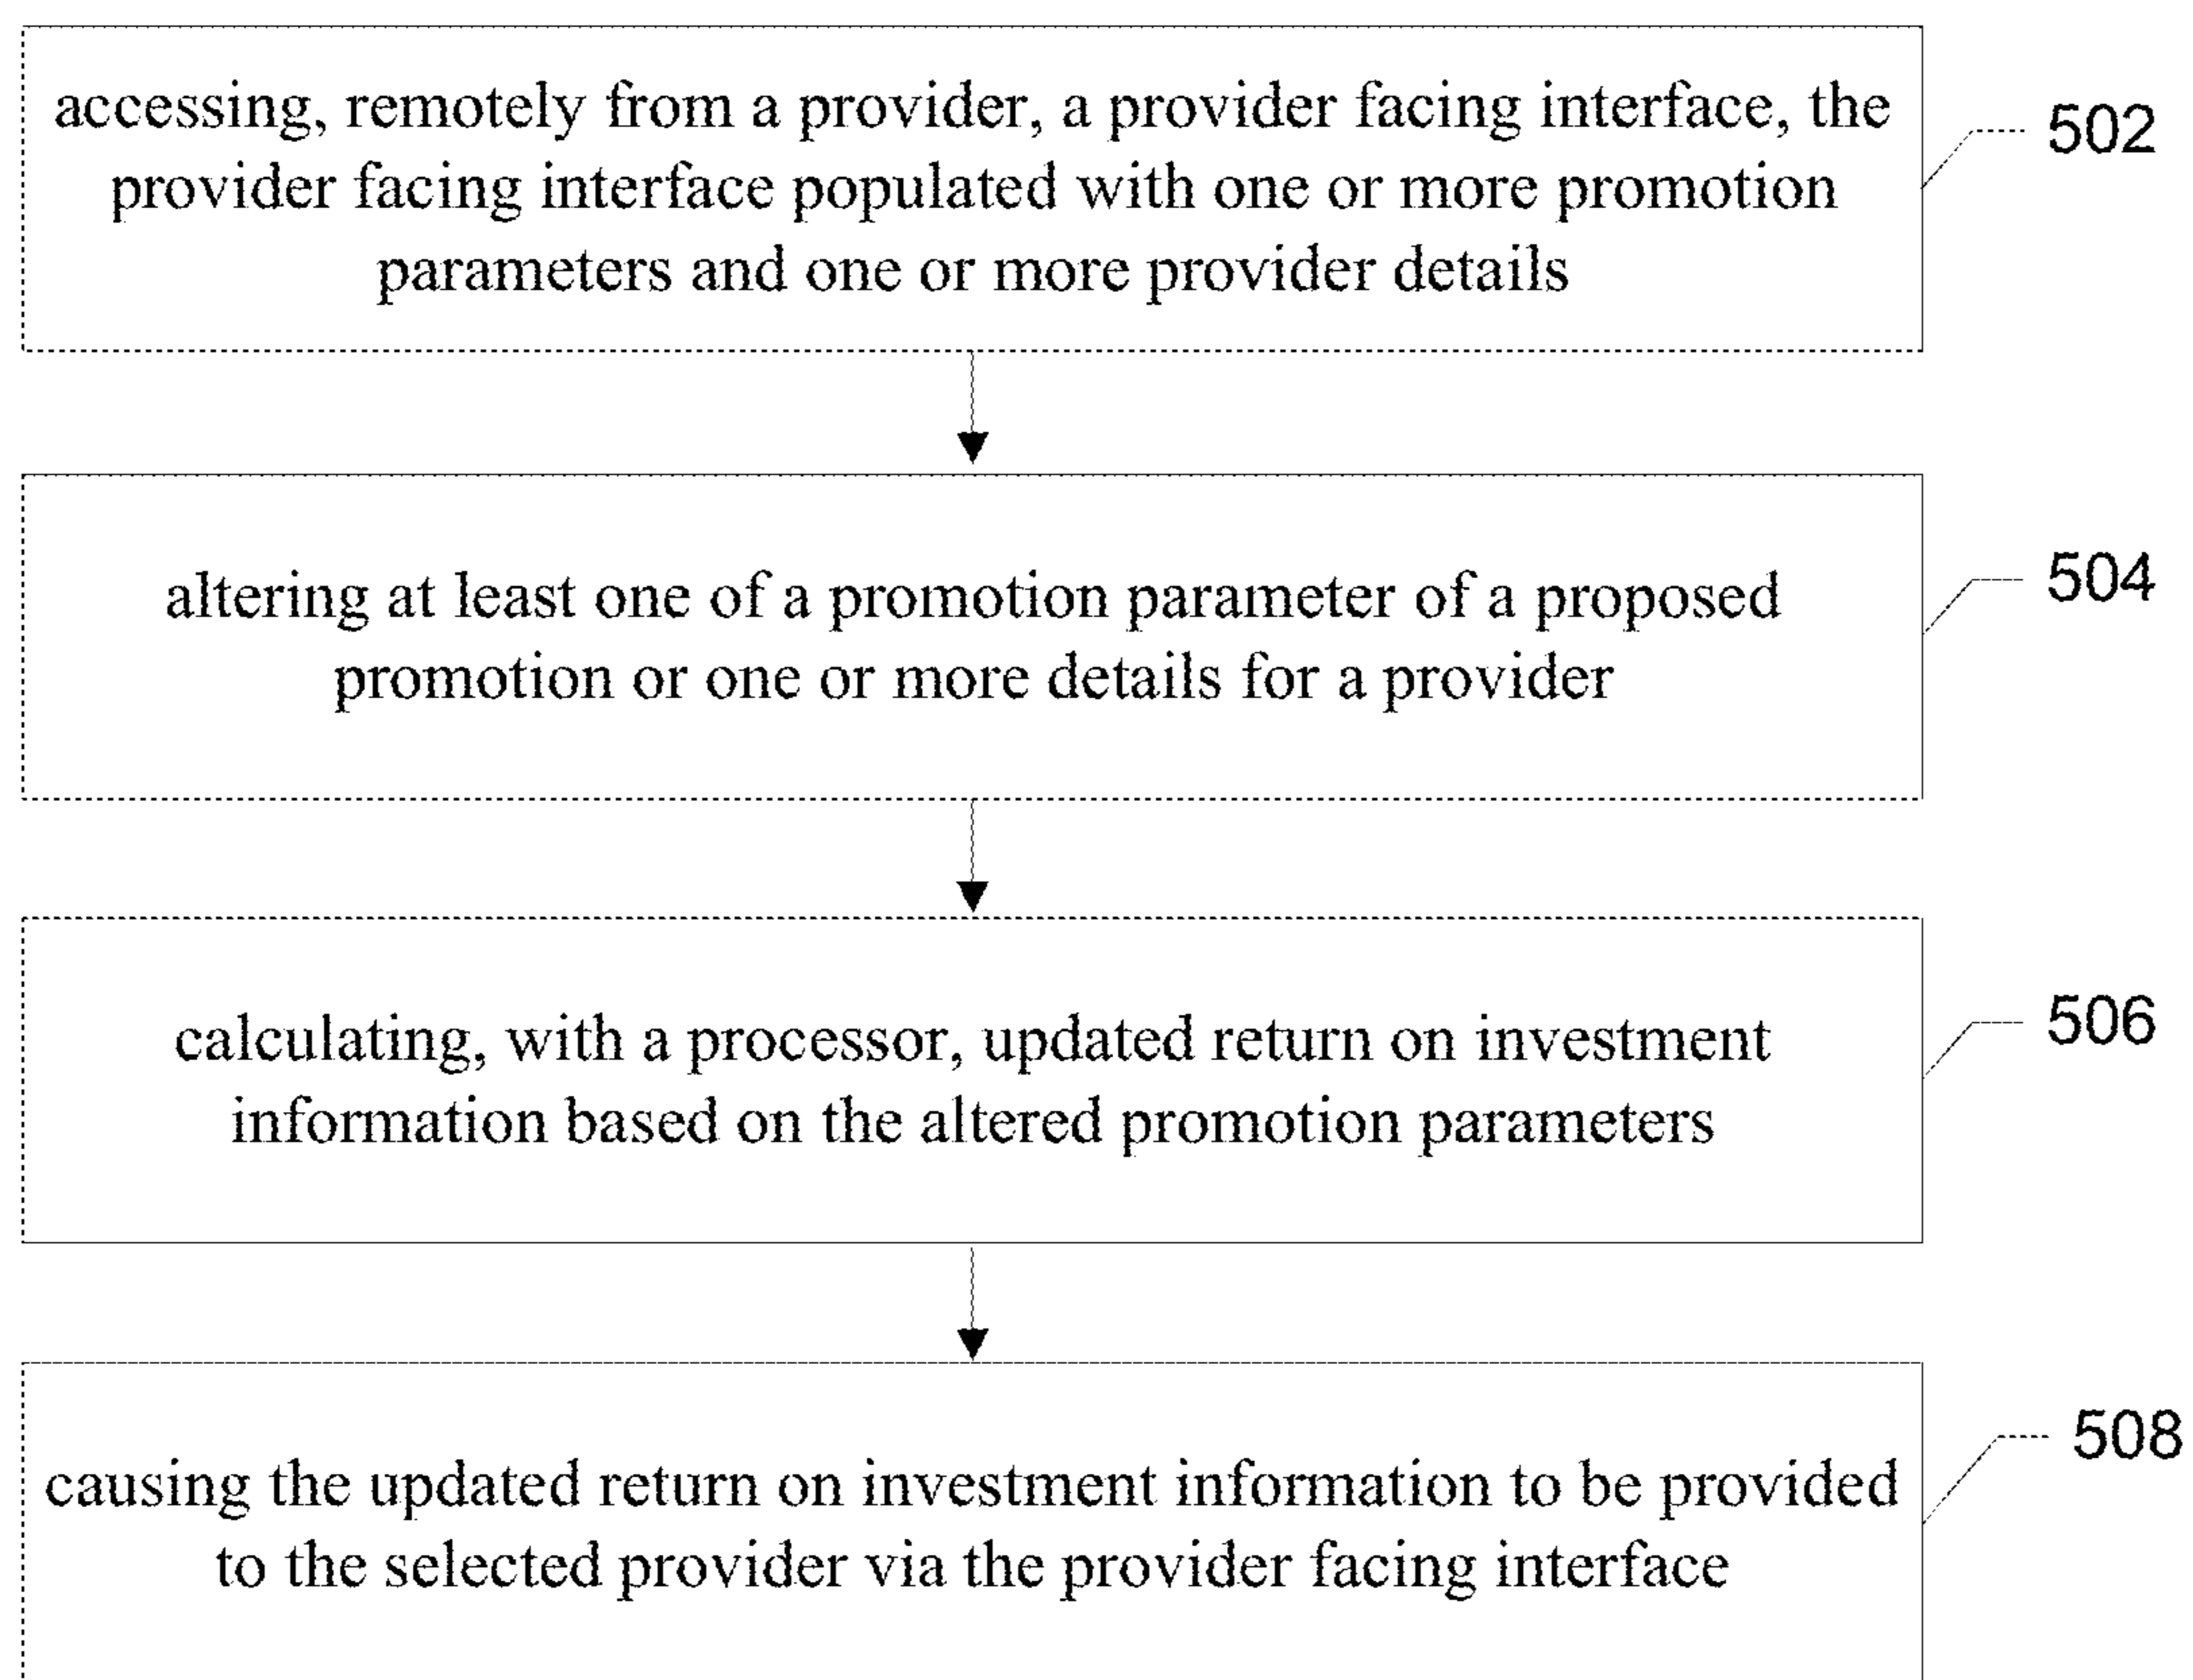 accessing, remotely from a provider, a provider facing interface, the
provider facing interface populated with one or more promotion
parameters and one or more provider details
502
altering at least one of a promotion parameter of a proposed
promotion or one or more details for a provider
504
calculating, with a processor, updated return on investment
information based on the altered promotion parameters
506
causing the updated return on investment information to be provided
to the selected provider via the provider facing interface
508